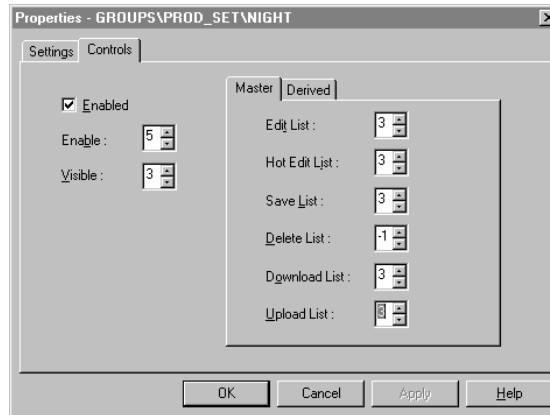 Properties - GROUPS\PROD_SET\NIGHT
Settings Controls
Enabled
Enable : 5
Visible : 3
Master Derived
Edit List : 3
Hot Edit List : 3
Save List : 3
Delete List : -1
Download List : 3
Upload List :
OK Cancel Apply Help